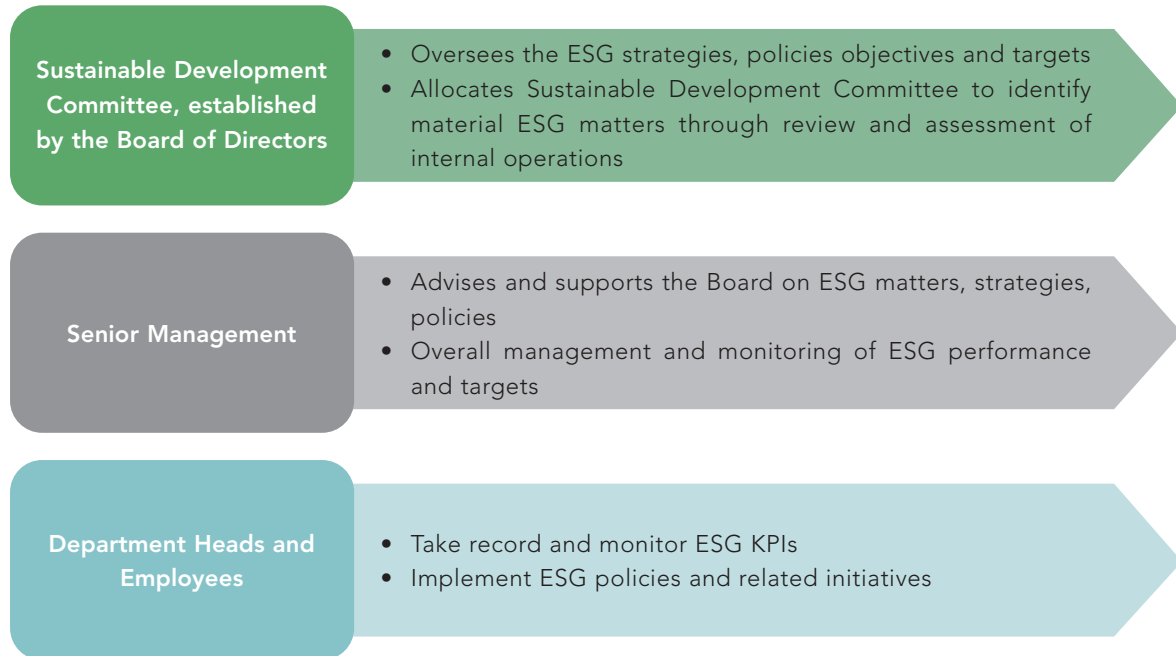 Sustainable Development
Committee, established
by the Board of Directors
• Oversees the ESG strategies, policies objectives and targets
• Allocates Sustainable Development Committee to identify
material ESG matters through review and assessment of
internal operations
Senior Management
• Advises and supports the Board on ESG matters, strategies,
policies
• Overall management and monitoring of ESG performance
and targets
Department Heads and
Employees
• Take record and monitor ESG KPIs
• Implement ESG policies and related initiatives